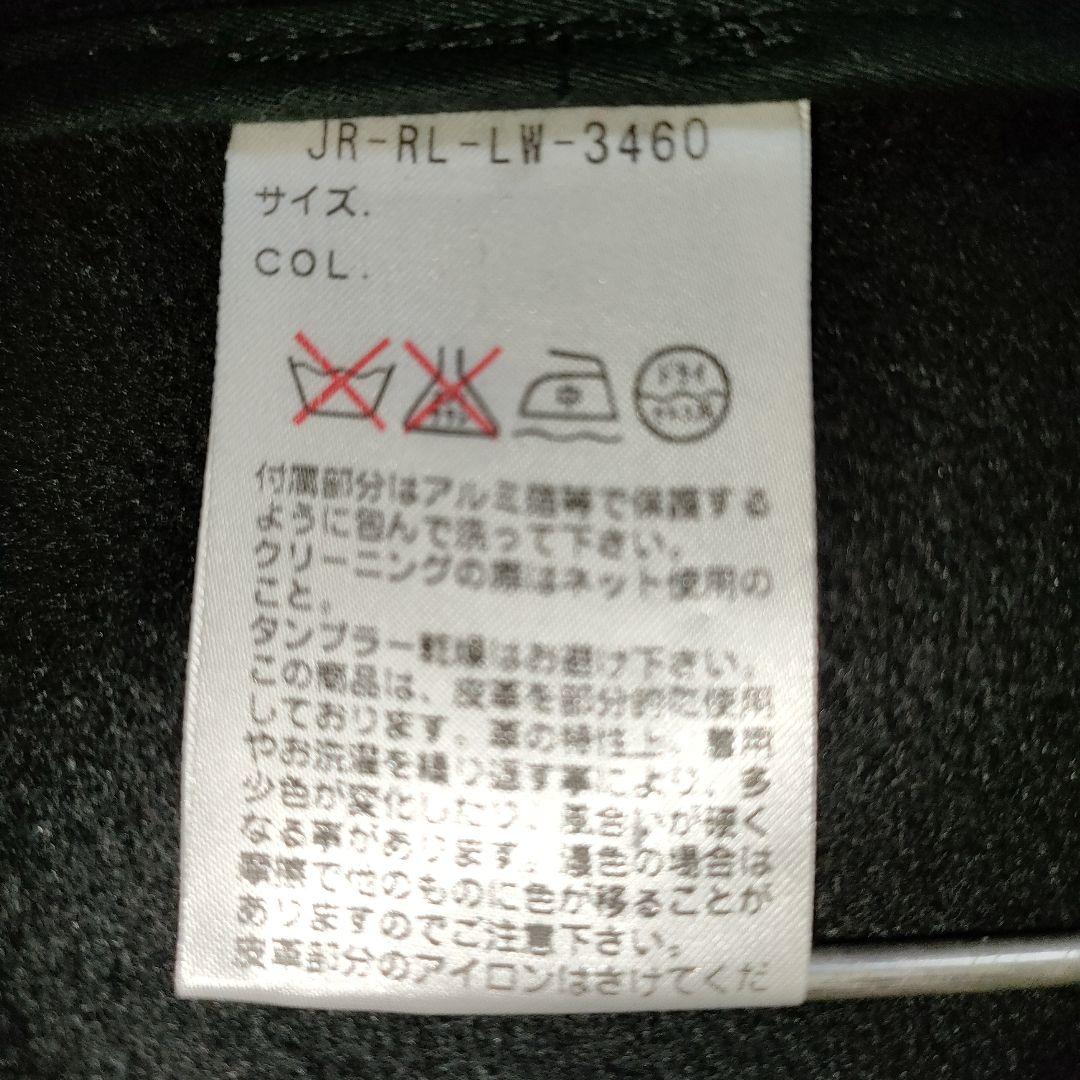 JR-RL-LW-3460
サイズ.
COL.
ドライ
付属部分はアルミ箔等で保護する
ように包んで洗って下さい.
クリーニングの際はネット使用の
こと。
タンブラー乾燥はお避け下さい。
この商品は、皮革を部分的に使用
しております。革の特性上、着用
やお洗濯を繰り返す事により、多
少色が変化したり、風合いが硬く
なる事があります。濃色の場合は
摩擦で他のものに色が移ることが
ありますのでご注意下さい。
皮革部分のアイロンはさけてくだ